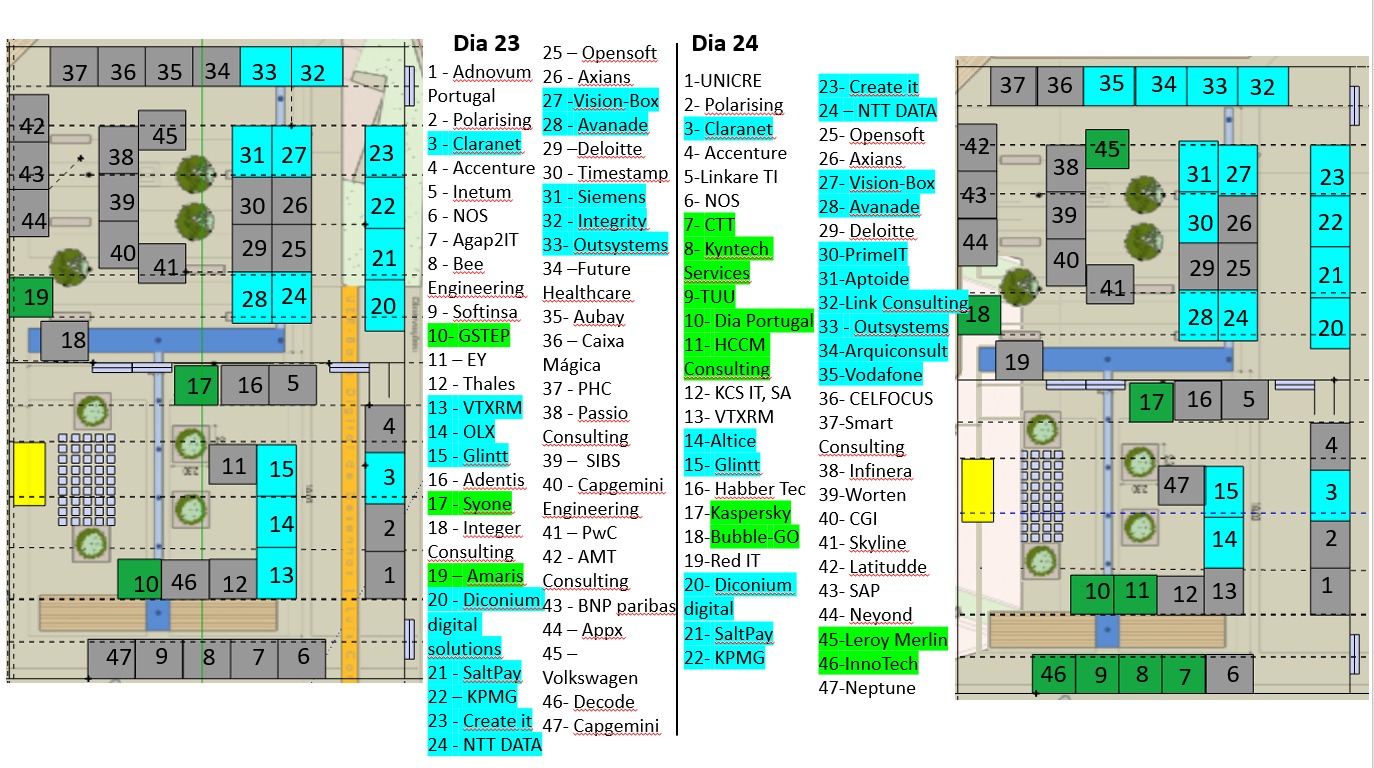 37 36 35 34 33 32
42
45
43
38
31 27
23
39
44
30 26
22
40
41
29 25
21
19
28 24
20
18
17 16 5
4
11
15
3
14
2
10 46 12
13
1
47 9 8 7 6
Dia 23
1 - Adnovum
Portugal
2 - Polarising
3 - Claranet
4 - Accenture
5 - Inetum
6 - NOS
7 - Agap2IT
8 - Bee
Engineering
9 - Softinsa
10- GSTEP
11 – EY
12 - Thales
13 - VTXRM
14 - OLX
15 - Glintt
16 - Adentis
17 - Syone
18 - Integer
Consulting
19 – Amaris
20 - Diconium
digital
solutions
21 - SaltPay
22 – KPMG
23 - Create it
24 - NTT DATA
25 – Opensoft
26 - Axians
27 -Vision-Box
28 - Avanade
29 –Deloitte
30 - Timestamp
31 - Siemens
32 - Integrity
33- Outsystems
34 –Future
Healthcare
35- Aubay
36 – Caixa
Mágica
37 - PHC
38 - Passio
Consulting
39 –  SIBS
40 - Capgemini
Engineering
41 – PwC
42 – AMT
Consulting
43 - BNP paribas
44 – Appx
45 –
Volkswagen
46- Decode
47- Capgemini
Dia 24
1-UNICRE
2- Polarising
3- Claranet
4- Accenture
5-Linkare TI
6- NOS
7- CTT
8- Kyntech
Services
9-TUU
10- Dia Portugal
11- HCCM
Consulting
12- KCS IT, SA
13- VTXRM
14-Altice
15- Glintt
16- Habber Tec
17-Kaspersky
18-Bubble-GO
19-Red IT
20- Diconium
digital
21- SaltPay
22- KPMG
23- Create it
24 – NTT DATA
25- Opensoft
26- Axians
27- Vision-Box
28- Avanade
29- Deloitte
30-PrimeIT
31-Aptoide
32-Link Consulting
33 - Outsystems
34-Arquiconsult
35-Vodafone
36- CELFOCUS
37-Smart
Consulting
38- Infinera
39-Worten
40- CGI
41- Skyline
42- Latitudde
43- SAP
44- Neyond
45-Leroy Merlin
46-InnoTech
47-Neptune
37 36 35 34 33 32
42
45
38
43
31 27
23
39
44
30 26
22
40
41
29 25
21
18
28 24
20
19
17 16 5
4
47
15
3
14
2
10 11 12 13
1
46 9 8 7 6